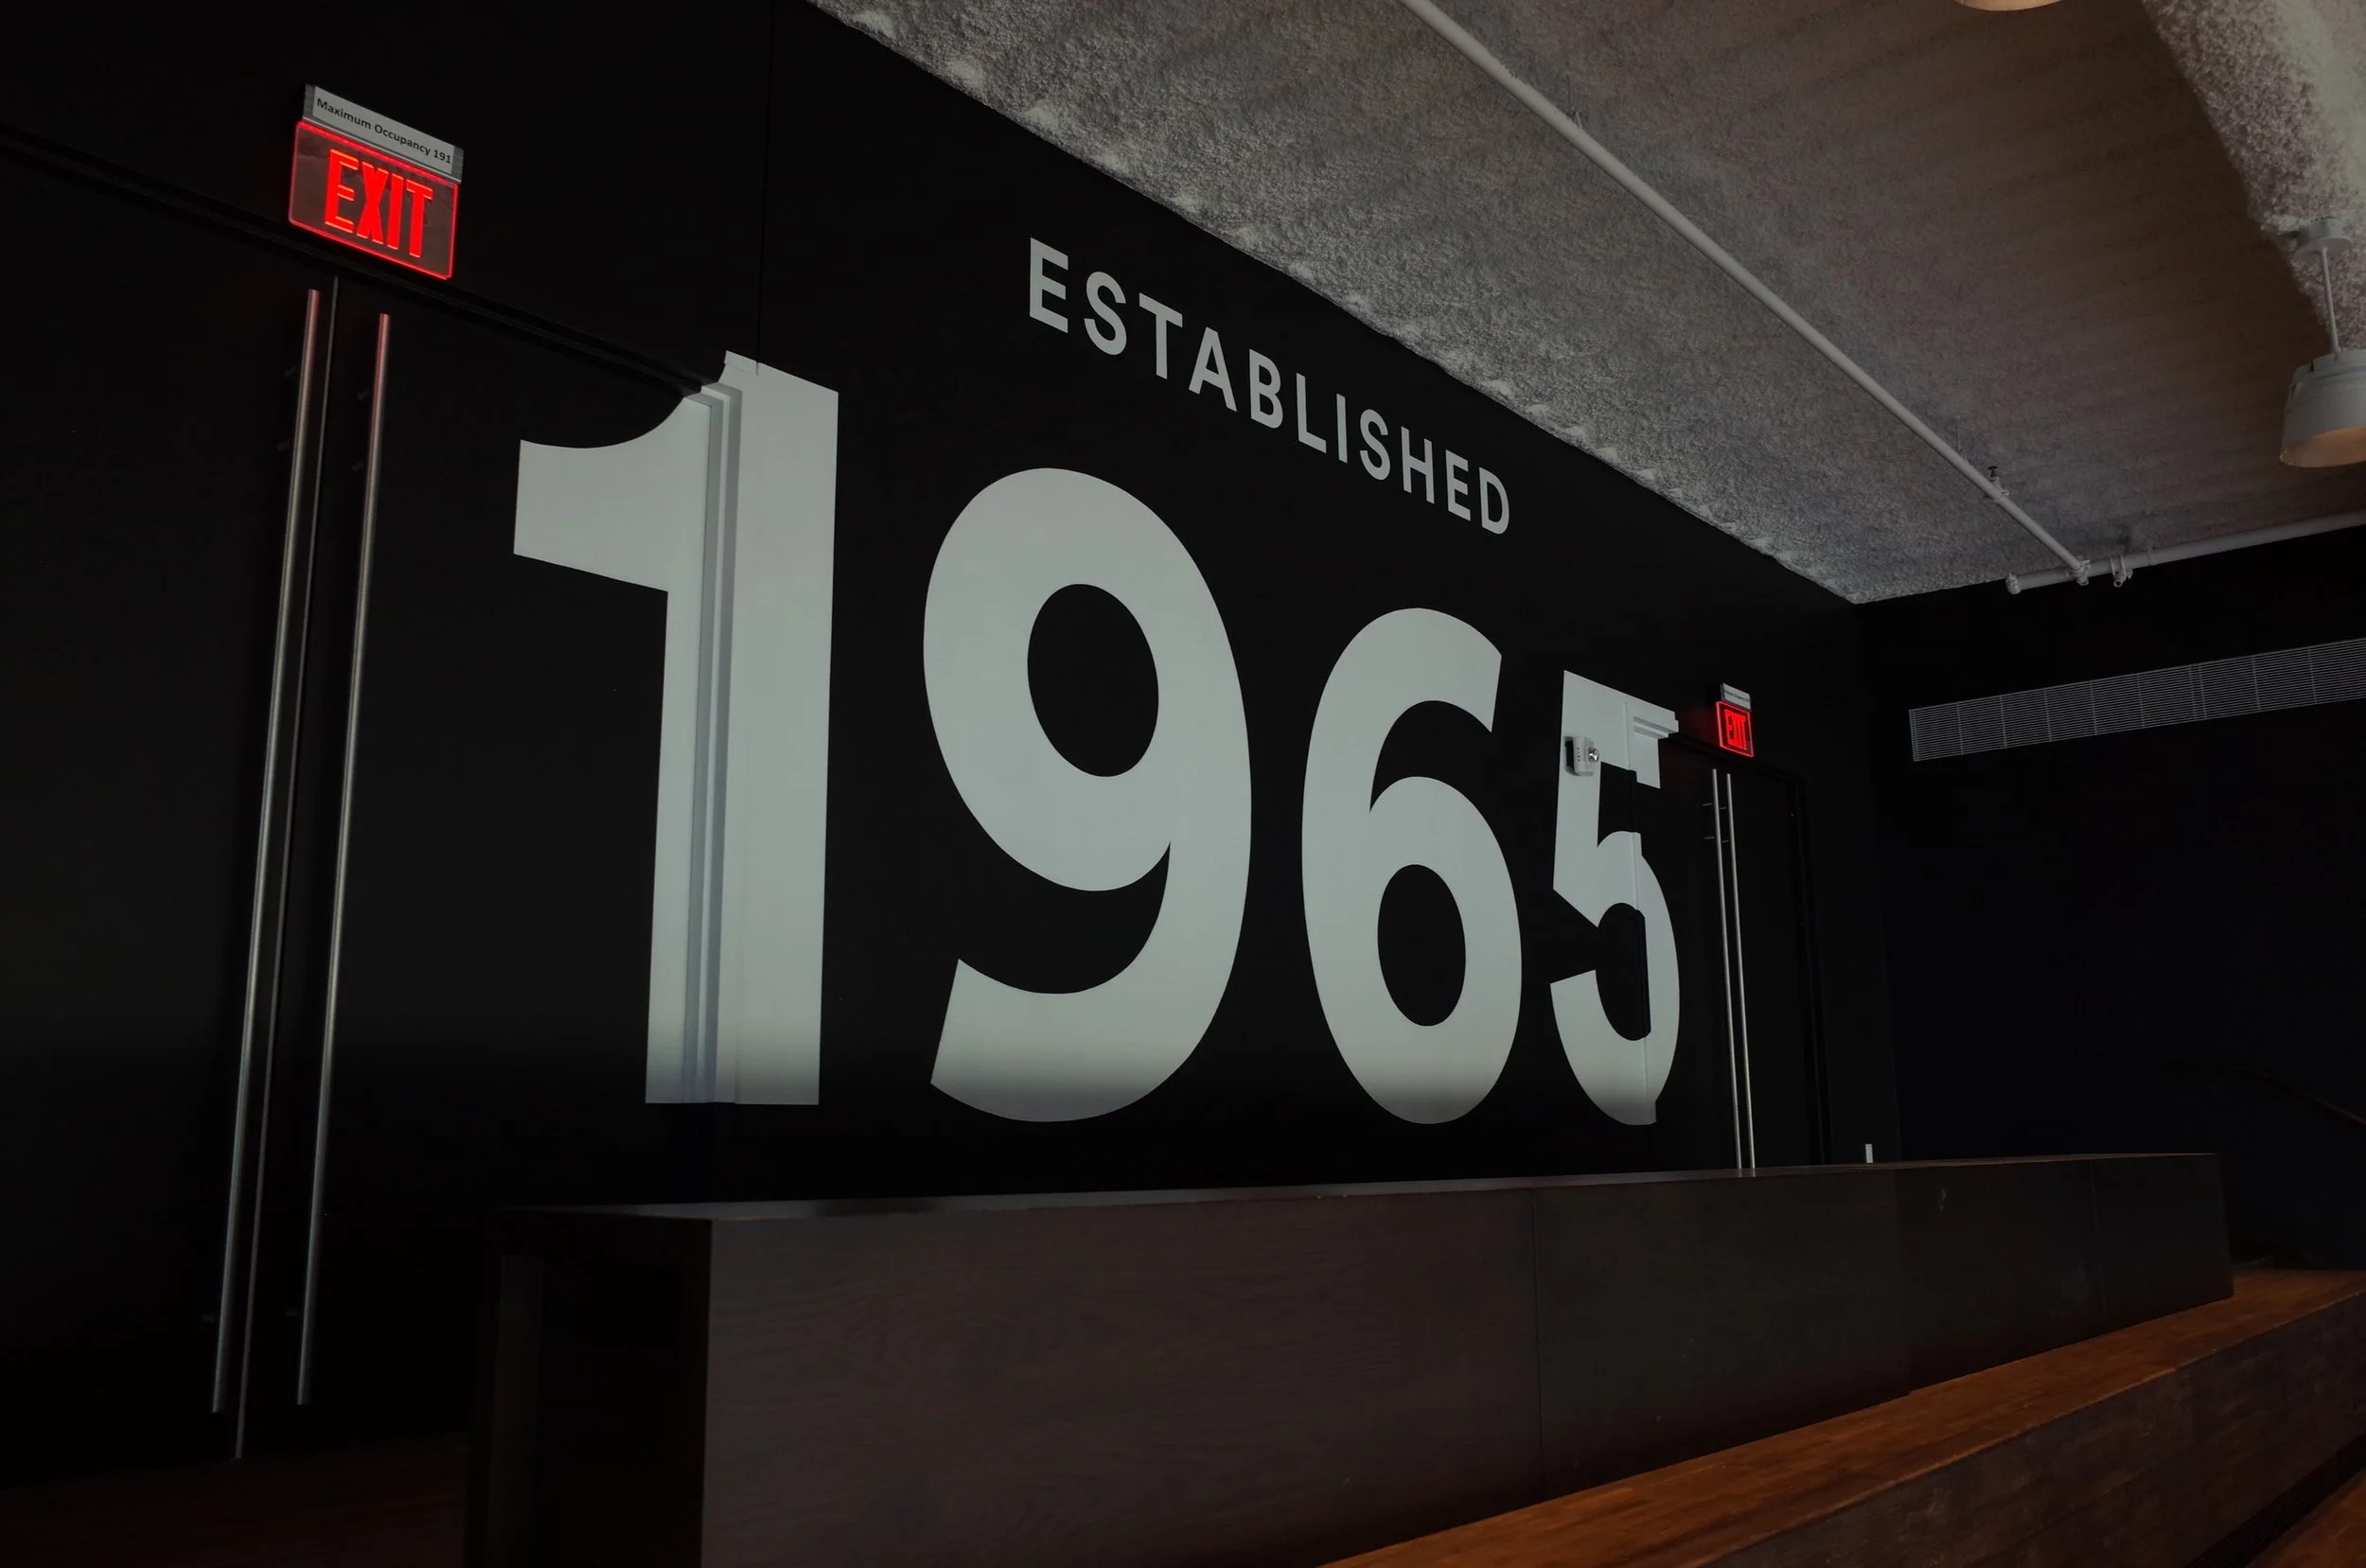 Maximum Occupancy 191
EXIT
ESTABLISHED
1965
EXIT